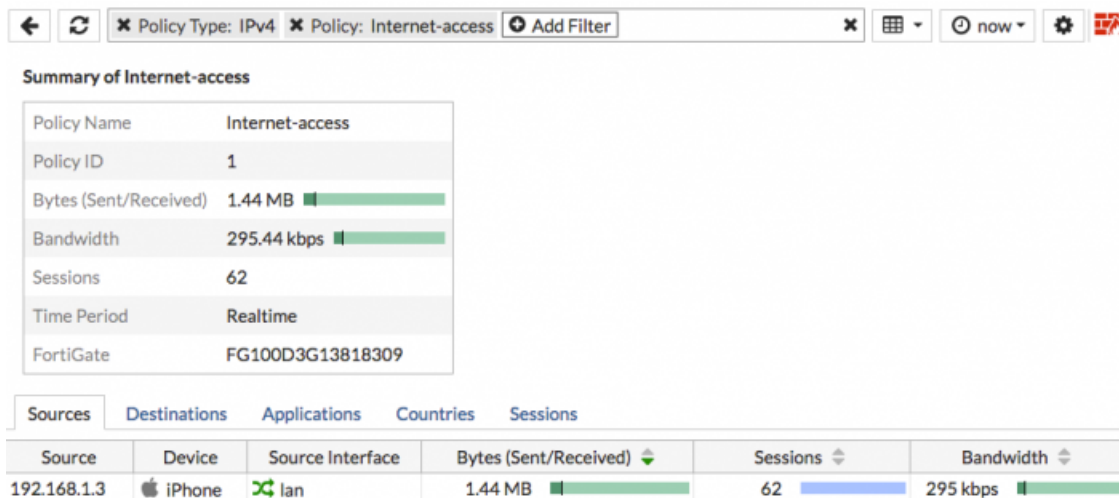 Policy Type: IPv4 Policy: Internet-access Add Filter now
Summary of Internet-access
Policy Name Internet-access
Policy ID 1
Bytes (Sent/Received) 1.44 MB
Bandwidth 295.44 kbps
Sessions 62
Time Period Realtime
FortiGate FG100D3G13818309
Sources Destinations Applications Countries Sessions
Source Device Source Interface Bytes (Sent/Received) Sessions Bandwidth
192.168.1.3 iPhone lan 1.44 MB 62 295 kbps